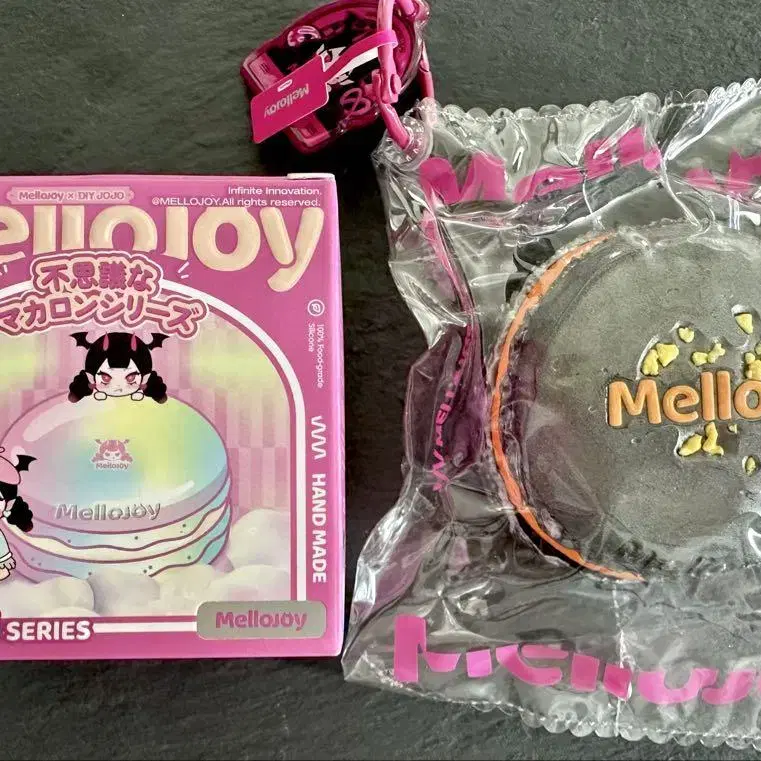 MelloJoy
MelloJoy × DIY JOJO
Infinite Innovation.
@MELLOJOY.All rights reserved.
elloJoy
不思議な
マカロンシリーズ
100% Food-grade
Silicone
HAND MADE
MelloJoy
MelloJoy
SERIES
MelloJoy
Mello